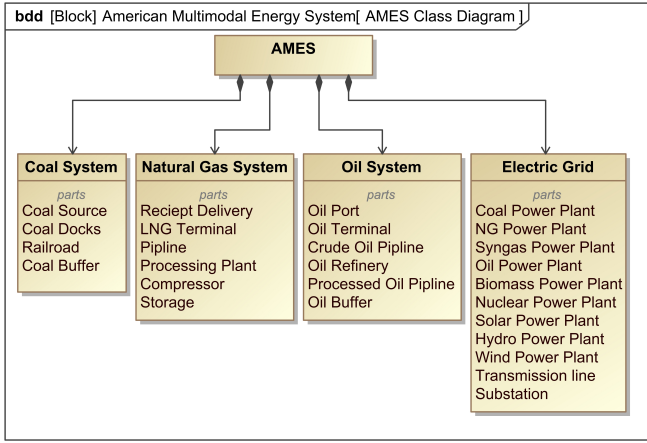 bdd [Block] American Multimodal Energy System[ AMES Class Diagram ]
AMES
Coal System
parts
Coal Source
Coal Docks
Railroad
Coal Buffer
Natural Gas System
parts
Reciept Delivery
LNG Terminal
Pipline
Processing Plant
Compressor
Storage
Oil System
parts
Oil Port
Oil Terminal
Crude Oil Pipline
Oil Refinery
Processed Oil Pipline
Oil Buffer
Electric Grid
parts
Coal Power Plant
NG Power Plant
Syngas Power Plant
Oil Power Plant
Biomass Power Plant
Nuclear Power Plant
Solar Power Plant
Hydro Power Plant
Wind Power Plant
Transmission line
Substation